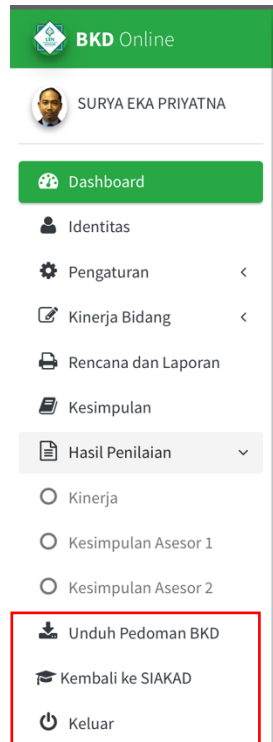 BKD Online
SURYA EKA PRIYATNA
Dashboard
Identitas
Pengaturan
Kinerja Bidang
Rencana dan Laporan
Kesimpulan
Hasil Penilaian
Kinerja
Kesimpulan Asesor 1
Kesimpulan Asesor 2
Unduh Pedoman BKD
Kembali ke SIAKAD
Keluar